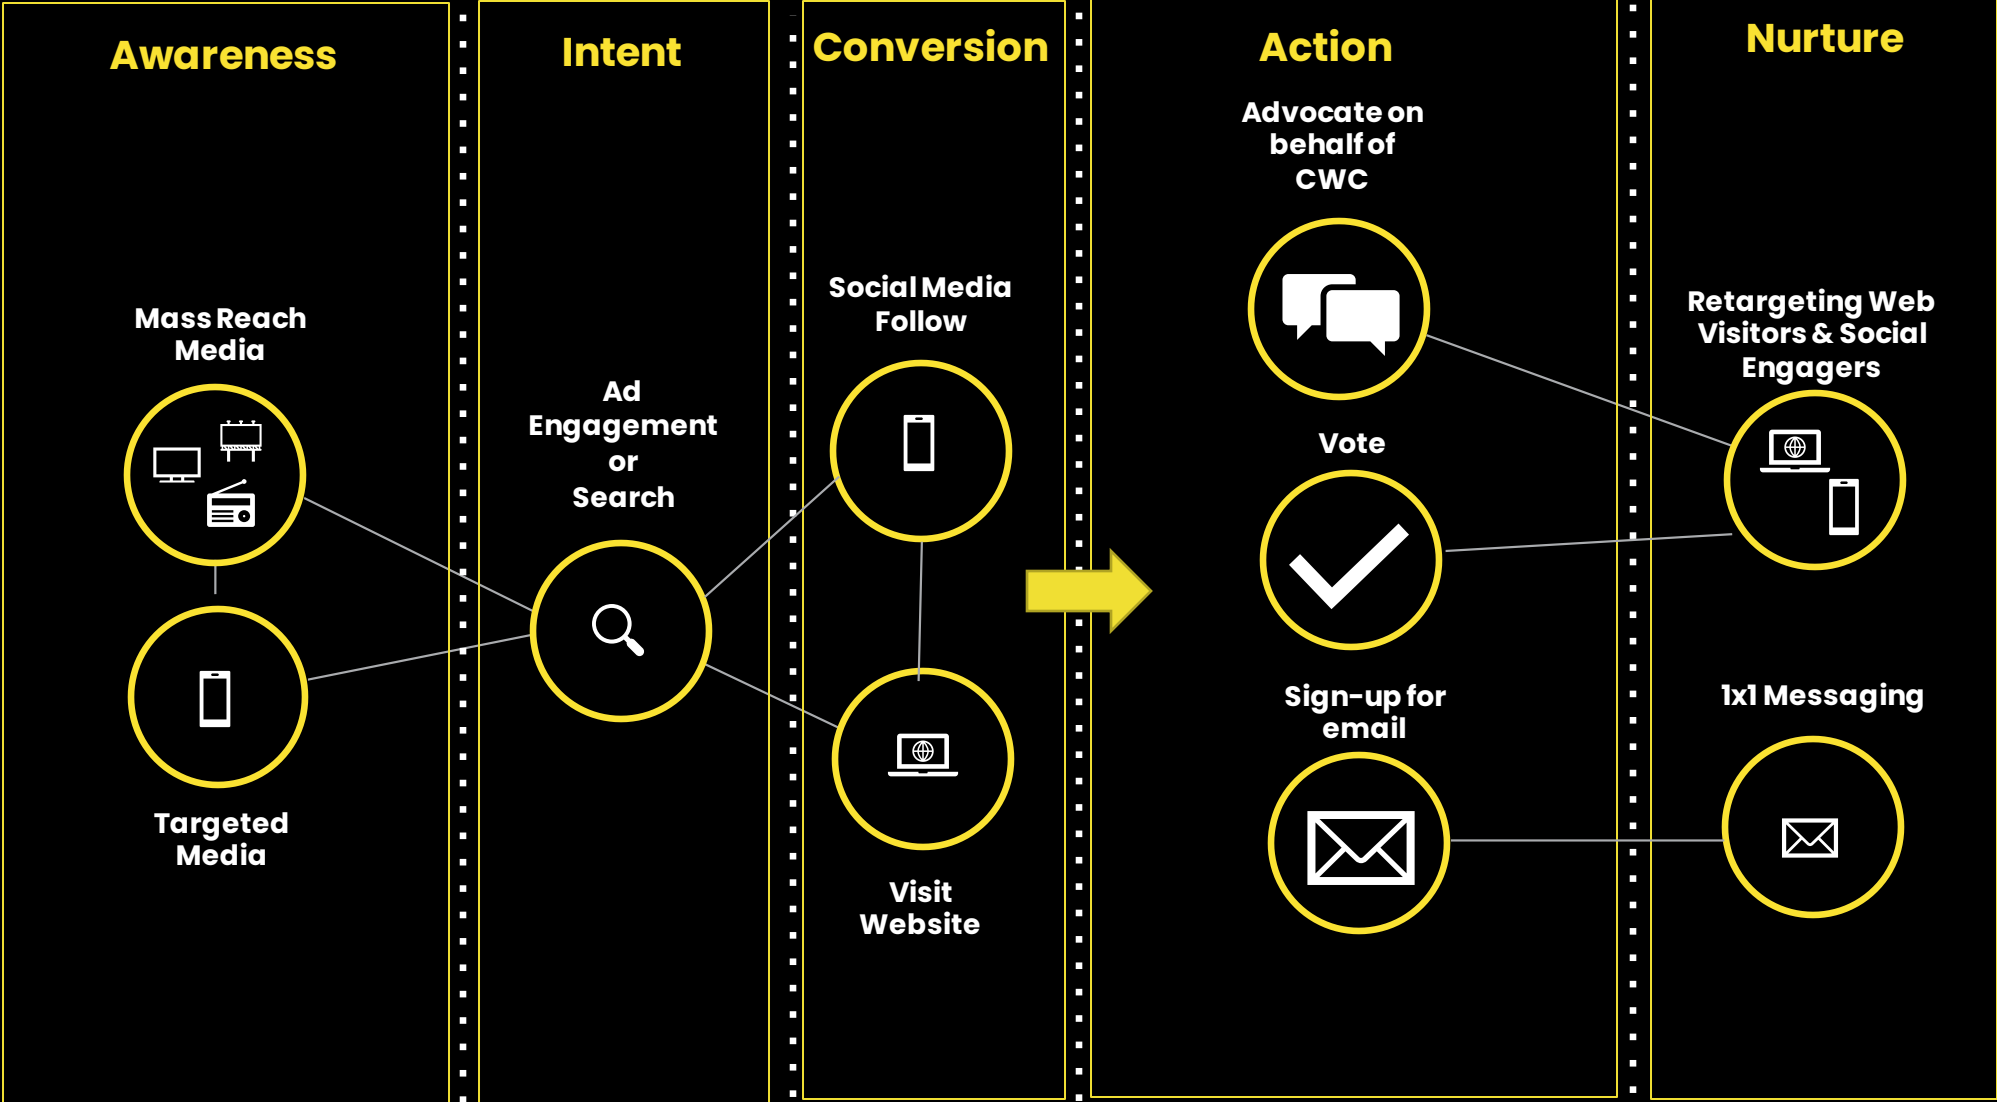 Awareness
Mass Reach
Media
Targeted
Media
Intent
Ad
Engagement
or
Search
Conversion
Social Media
Follow
Visit
Website
Action
Advocate on
behalf of
CWC
Vote
Sign-up for
email
Nurture
Retargeting Web
Visitors & Social
Engagers
1x1 Messaging